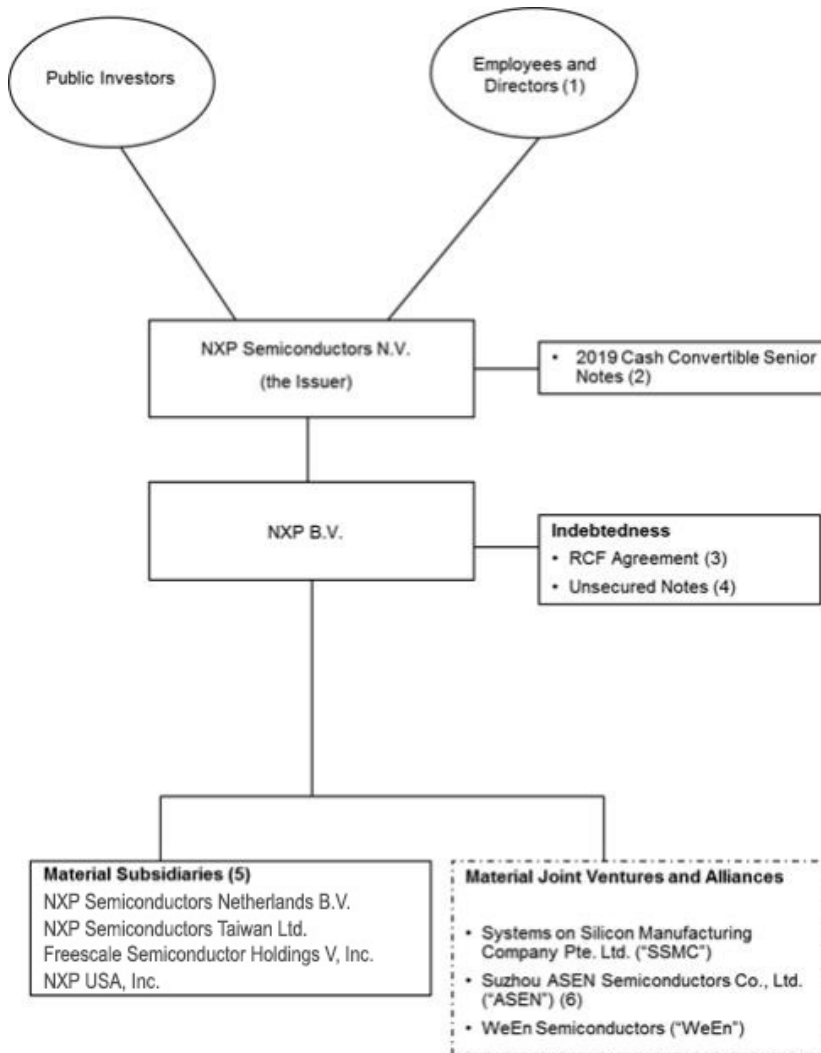 Public Investors
Employees and
Directors (1)
NXP Semiconductors N.V.
(the Issuer)
• 2019 Cash Convertible Senior
Notes (2)
NXP B.V.
Indebtedness
• RCF Agreement (3)
• Unsecured Notes (4)
Material Subsidiaries (5)
NXP Semiconductors Netherlands B.V.
NXP Semiconductors Taiwan Ltd.
Freescale Semiconductor Holdings V, Inc.
NXP USA, Inc.
Material Joint Ventures and Alliances
• Systems on Silicon Manufacturing
Company Pte. Ltd. (“SSMC”)
• Suzhou ASEN Semiconductors Co., Ltd.
(“ASEN”) (6)
• WeEn Semiconductors (“WeEn”)